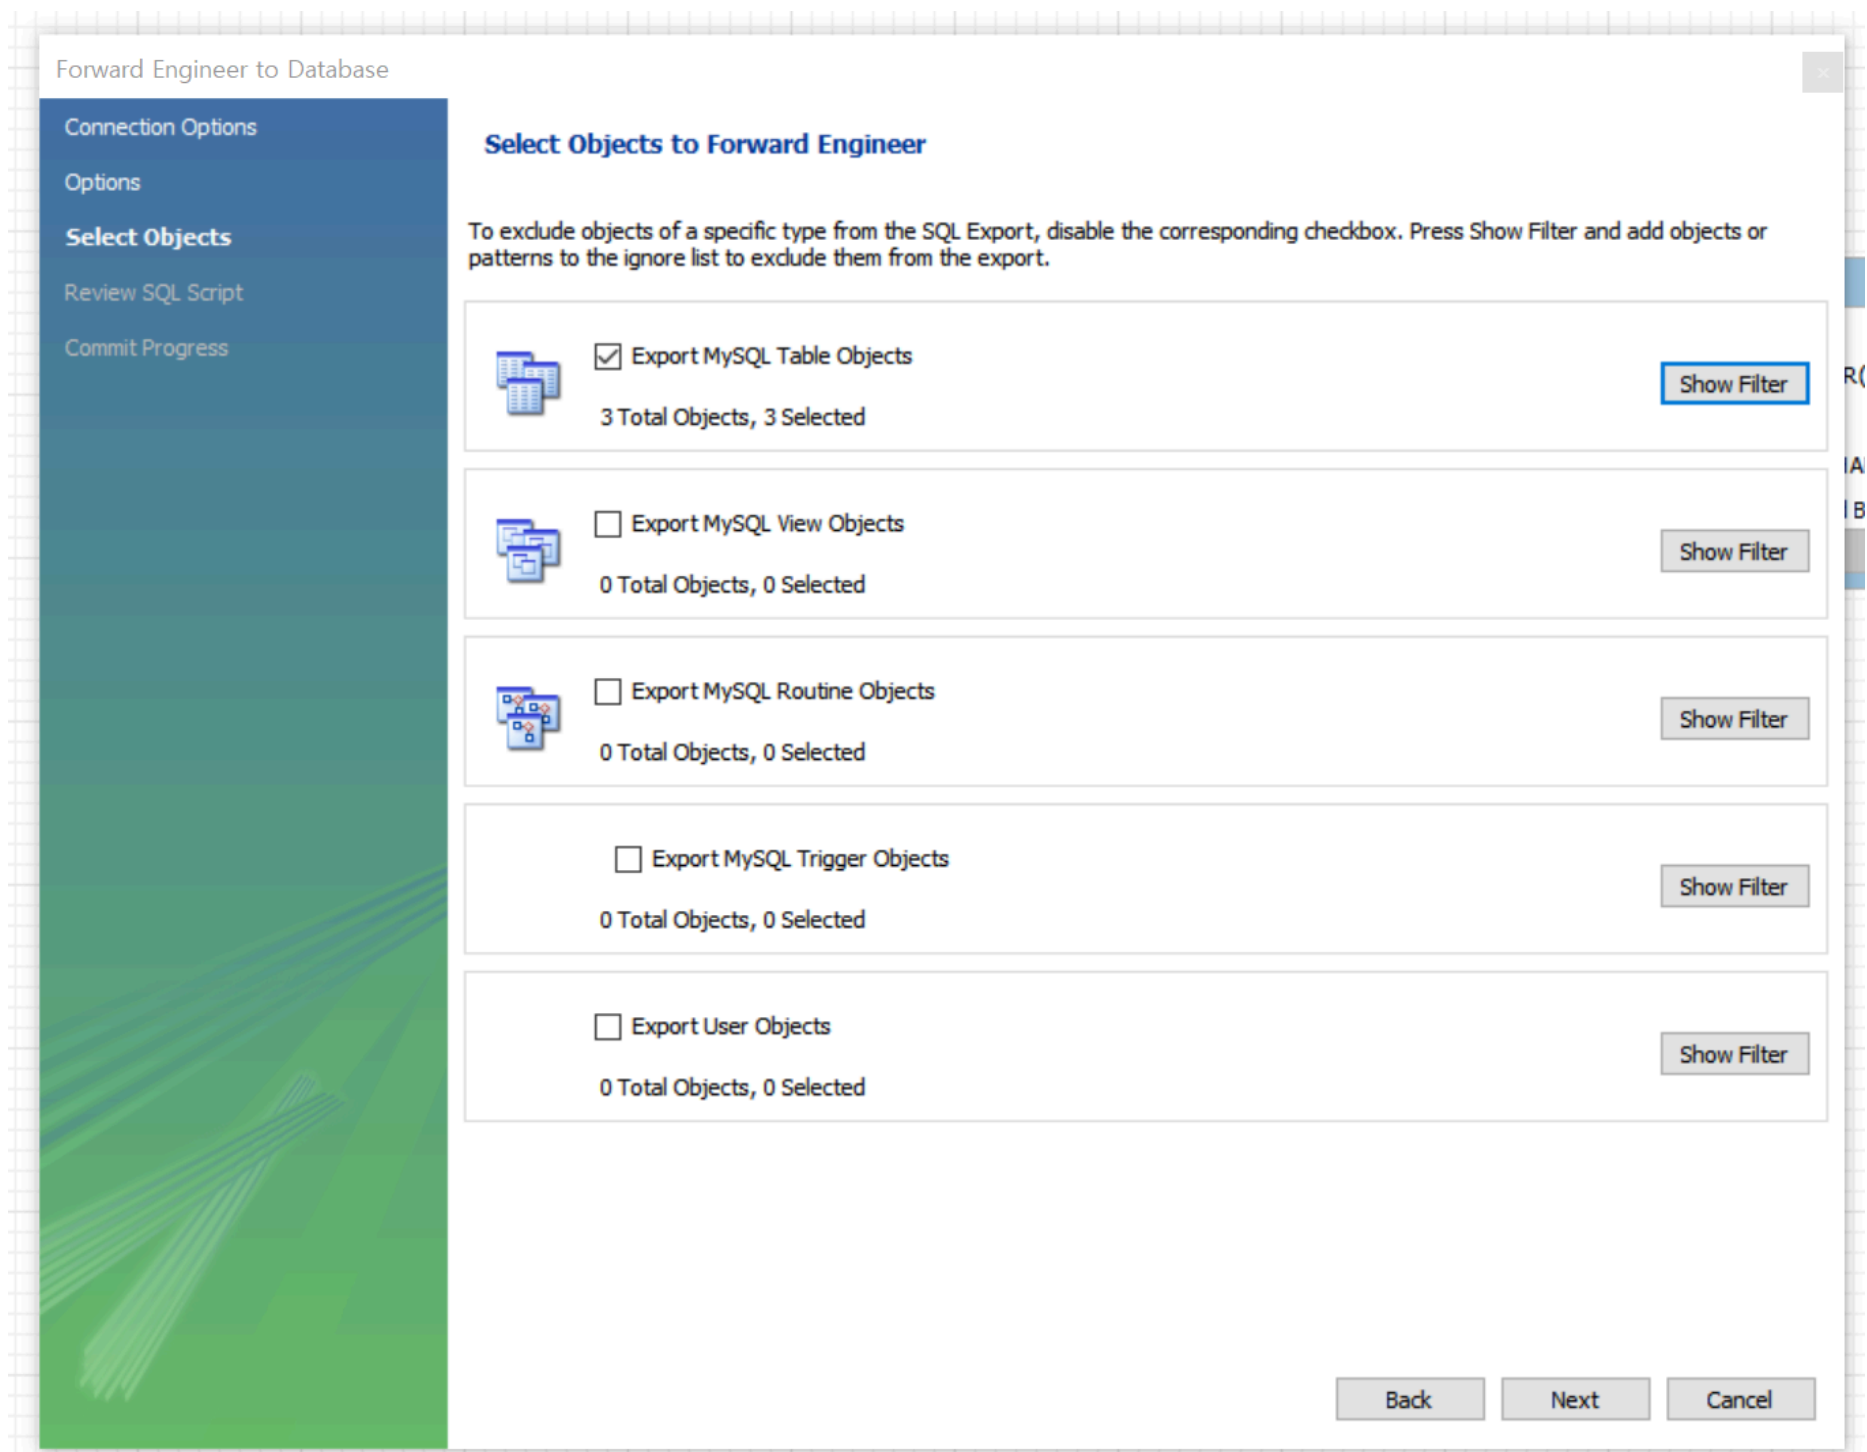 Forward Engineer to Database
Connection Options
Options
Select Objects
Review SQL Script
Commit Progress
Select Objects to Forward Engineer
To exclude objects of a specific type from the SQL Export, disable the corresponding checkbox. Press Show Filter and add objects or
patterns to the ignore list to exclude them from the export.
Export MySQL Table Objects
Show Filter
3 Total Objects, 3 Selected
Export MySQL View Objects
Show Filter
0 Total Objects, 0 Selected
Export MySQL Routine Objects
Show Filter
0 Total Objects, 0 Selected
Export MySQL Trigger Objects
Show Filter
0 Total Objects, 0 Selected
Export User Objects
Show Filter
0 Total Objects, 0 Selected
Back Next Cancel